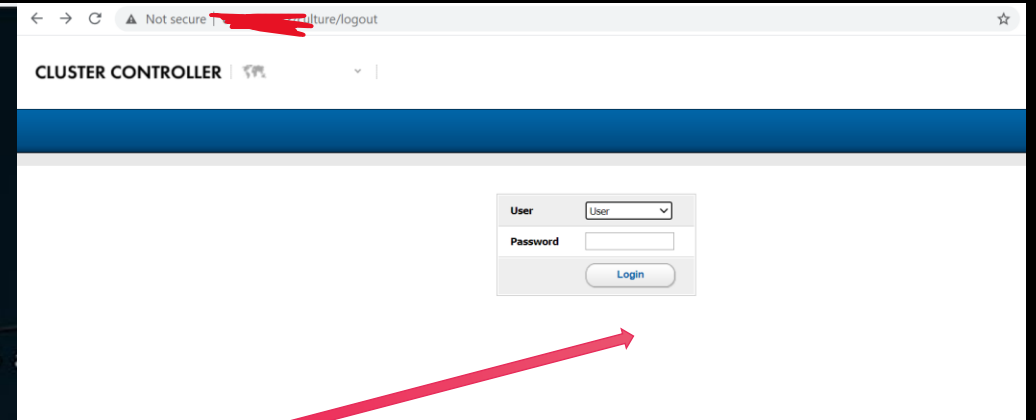 Not secure
ulture/logout
CLUSTER CONTROLLER
User
User
Password
Login